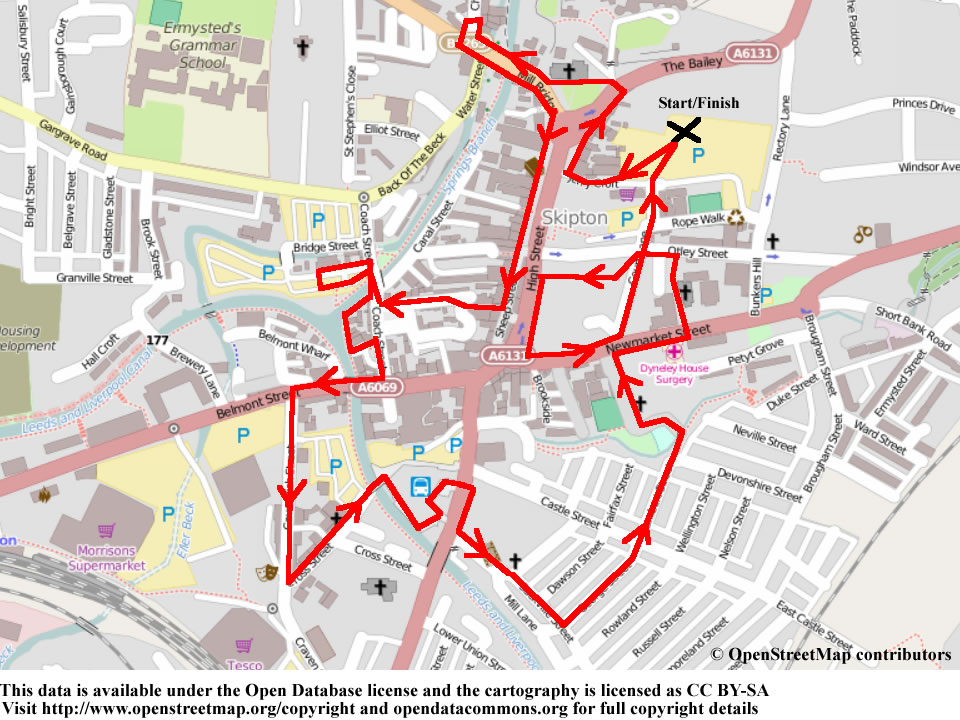 Salisbury Street
Gainsborough Court
Ermysted's
Grammar
School
St Stephen's Close
Water Street
Mill Bridge
The Bailey
A6131
The Paddock
Start/Finish
P
Rectory Lane
Princes Drive
Windsor Ave
Gargrave Road
Elliot Street
Back Of The Beck
Springs Branch
Bright Street
Belgrave Street
Gladstone Street
Brook Street
Coach Street
Canal Street
Skipton
P
Rope Walk
P
Bridge Street
High Street
Otley Street
P
Granville Street
Bunkers Hill
P
Housing
elopment
Hall Croft
177
Brewery Lane
Belmont Wharf
Coach Street
A6131
Newmarket Street
Short Bank Road
Leeds and Liverpool Canal
Petyt Grove
Dyneley House
Surgery
Brougham Street
Belmont Street
A6069
Brookside
Duke Street
Ermysted Street
Ward Street
P
P
P
P
Neville Street
Brougham Street
Devonshire Street
Eller Beck
P
Castle Street
Fairfax Street
Wellington Street
Nelson Street
on
Morrisons
Supermarket
Cross Street
Cross Street
Dawson Street
Mill Lane
Rowland Street
Russell Street
East Castle Street
Tesco
Craven
Lower Union
© OpenStreetMap contributors
This data is available under the Open Database license and the cartography is licensed as CC BY-SA
Visit http://www.openstreetmap.org/copyright and opendatacommons.org for full copyright details